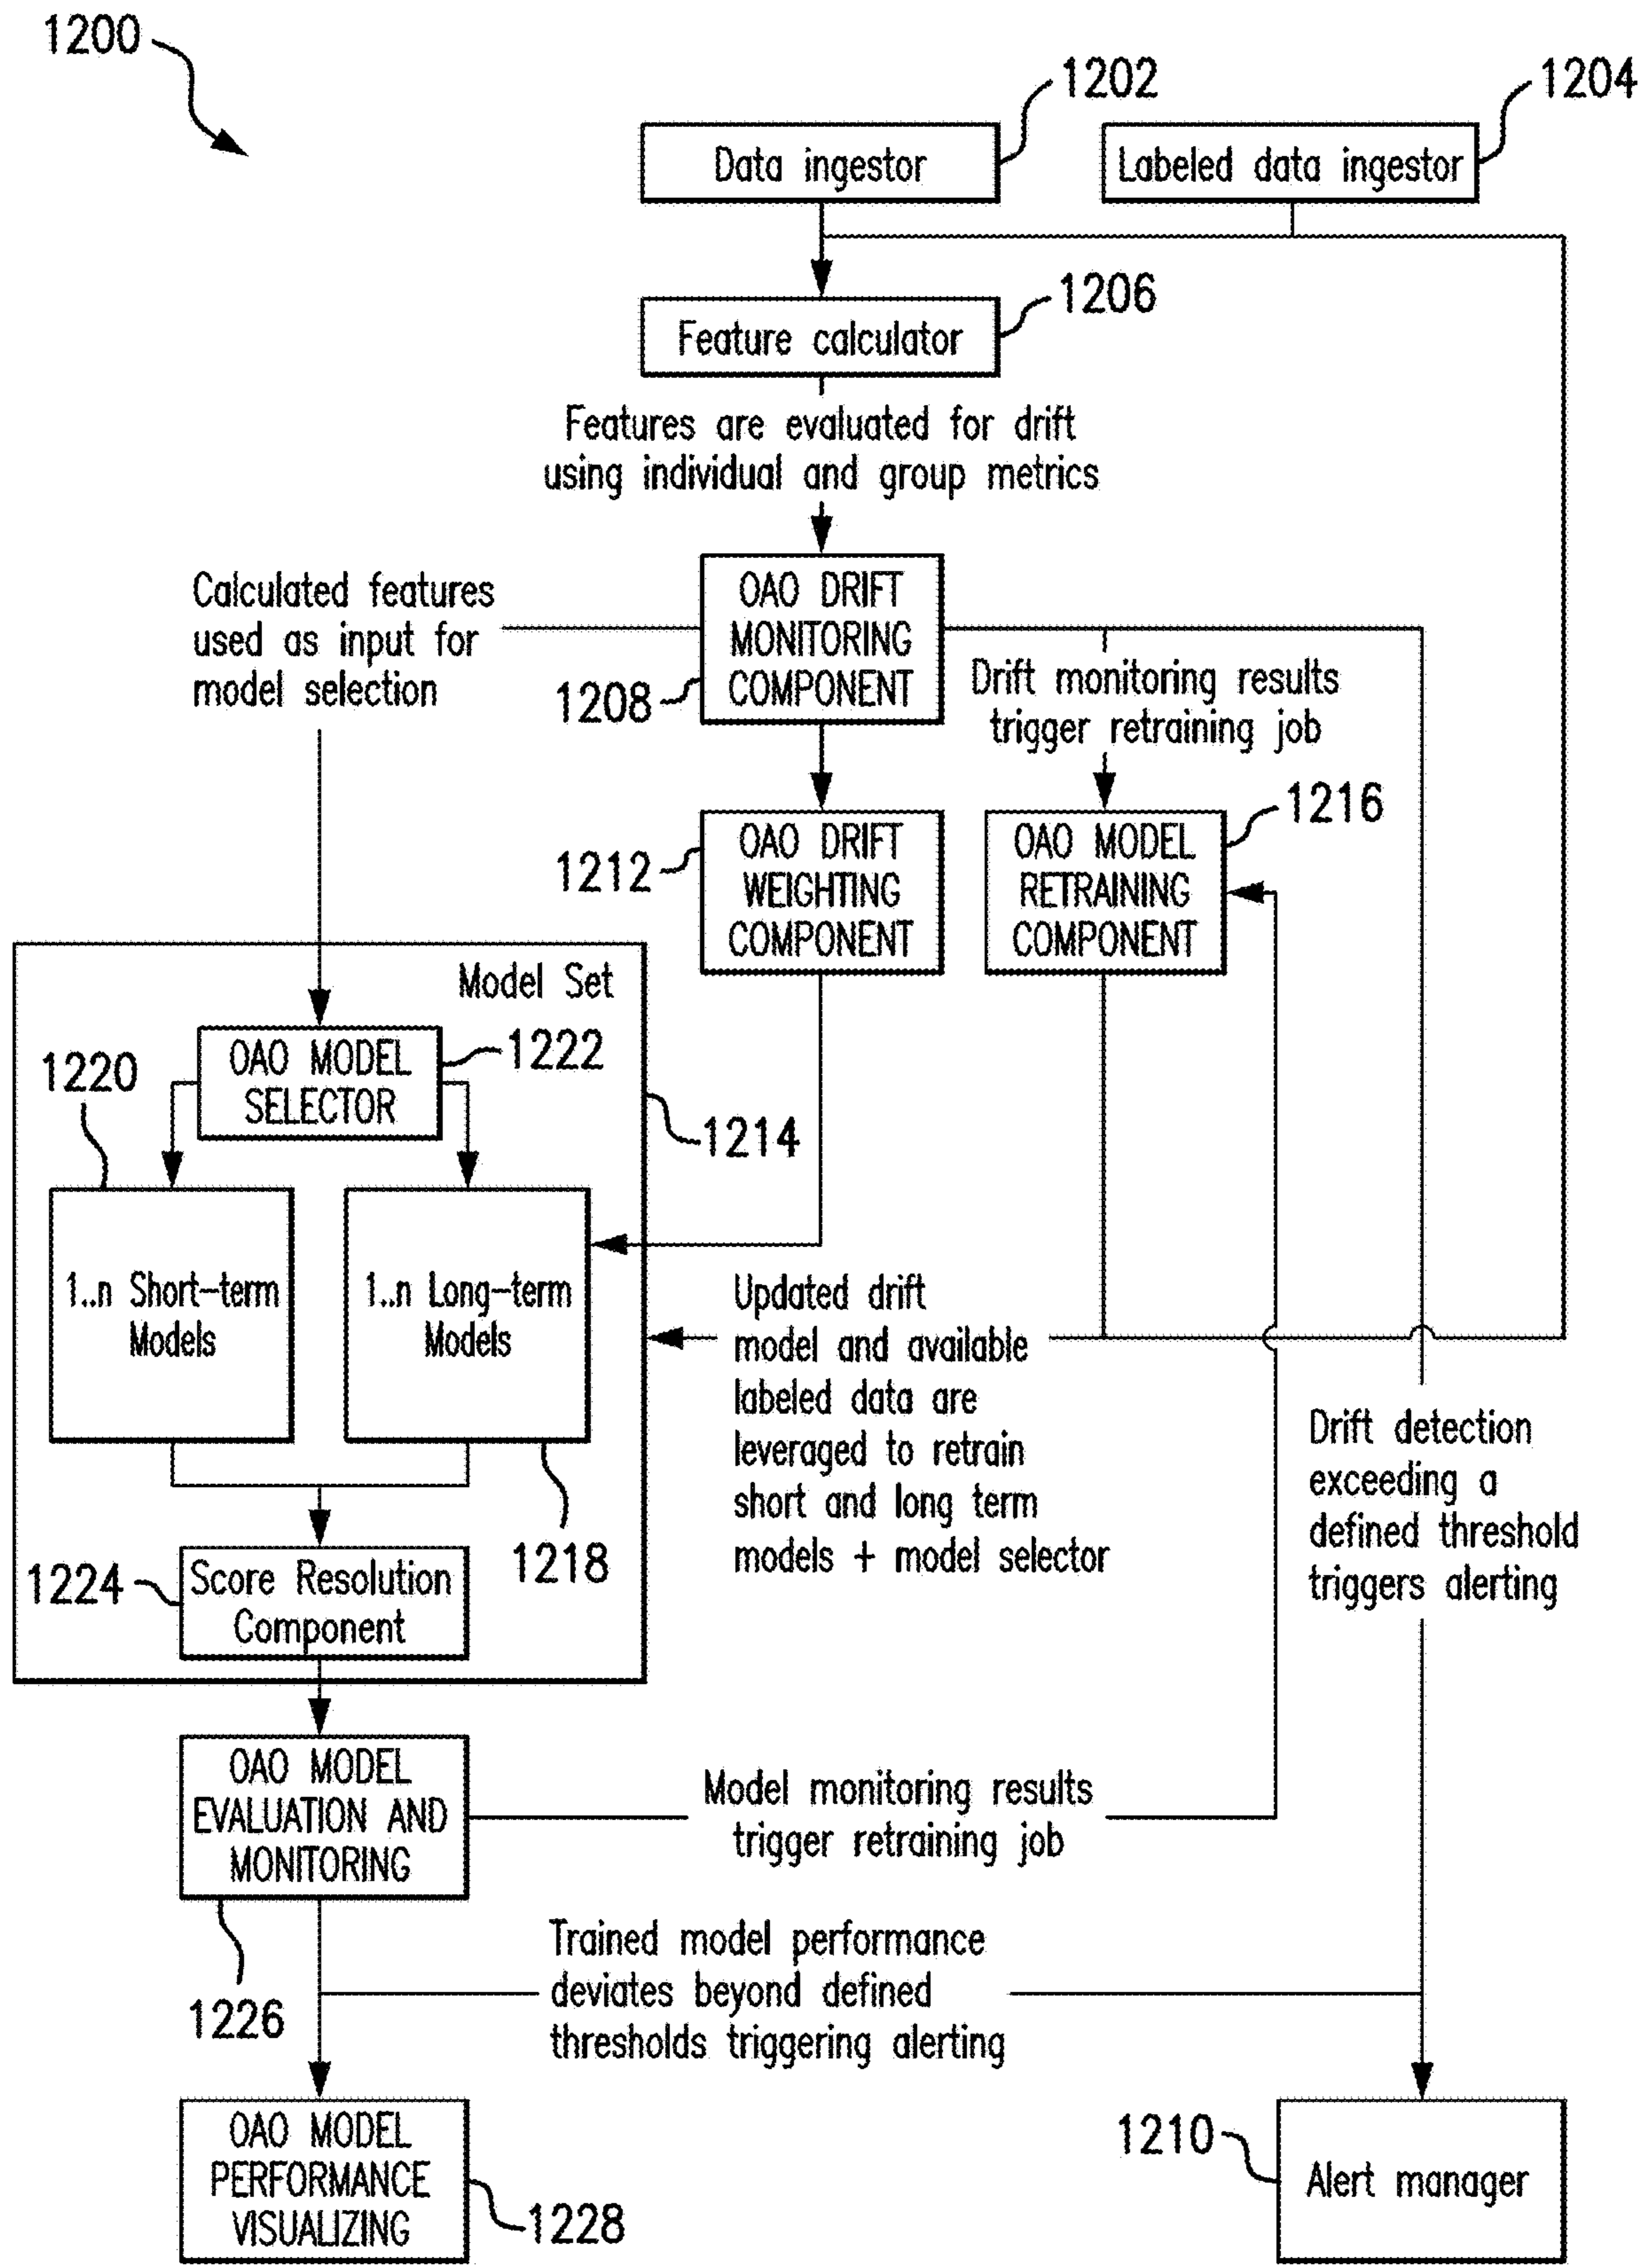 1200
1202
1204
Data ingestor
Labeled data ingestor
1206
Feature calculator
Features are evaluated for drift
using individual and group metrics
Calculated features
used as input for
model selection
OAO DRIFT
MONITORING
COMPONENT
1208
Drift monitoring results
trigger retraining job
1212
OAO DRIFT
WEIGHTING
COMPONENT
1216
OAO MODEL
RETRAINING
COMPONENT
Model Set
OAO MODEL
SELECTOR
1222
1220
1214
1..n Short-term
Models
1..n Long-term
Models
Updated drift
model and available
labeled data are
leveraged to retrain
short and long term
models + model selector
Drift detection
exceeding a
defined threshold
triggers alerting
1218
1224
Score Resolution
Component
OAO MODEL
EVALUATION AND
MONITORING
Model monitoring results
trigger retraining job
1226
Trained model performance
deviates beyond defined
thresholds triggering alerting
OAO MODEL
PERFORMANCE
VISUALIZING
1228
1210
Alert manager